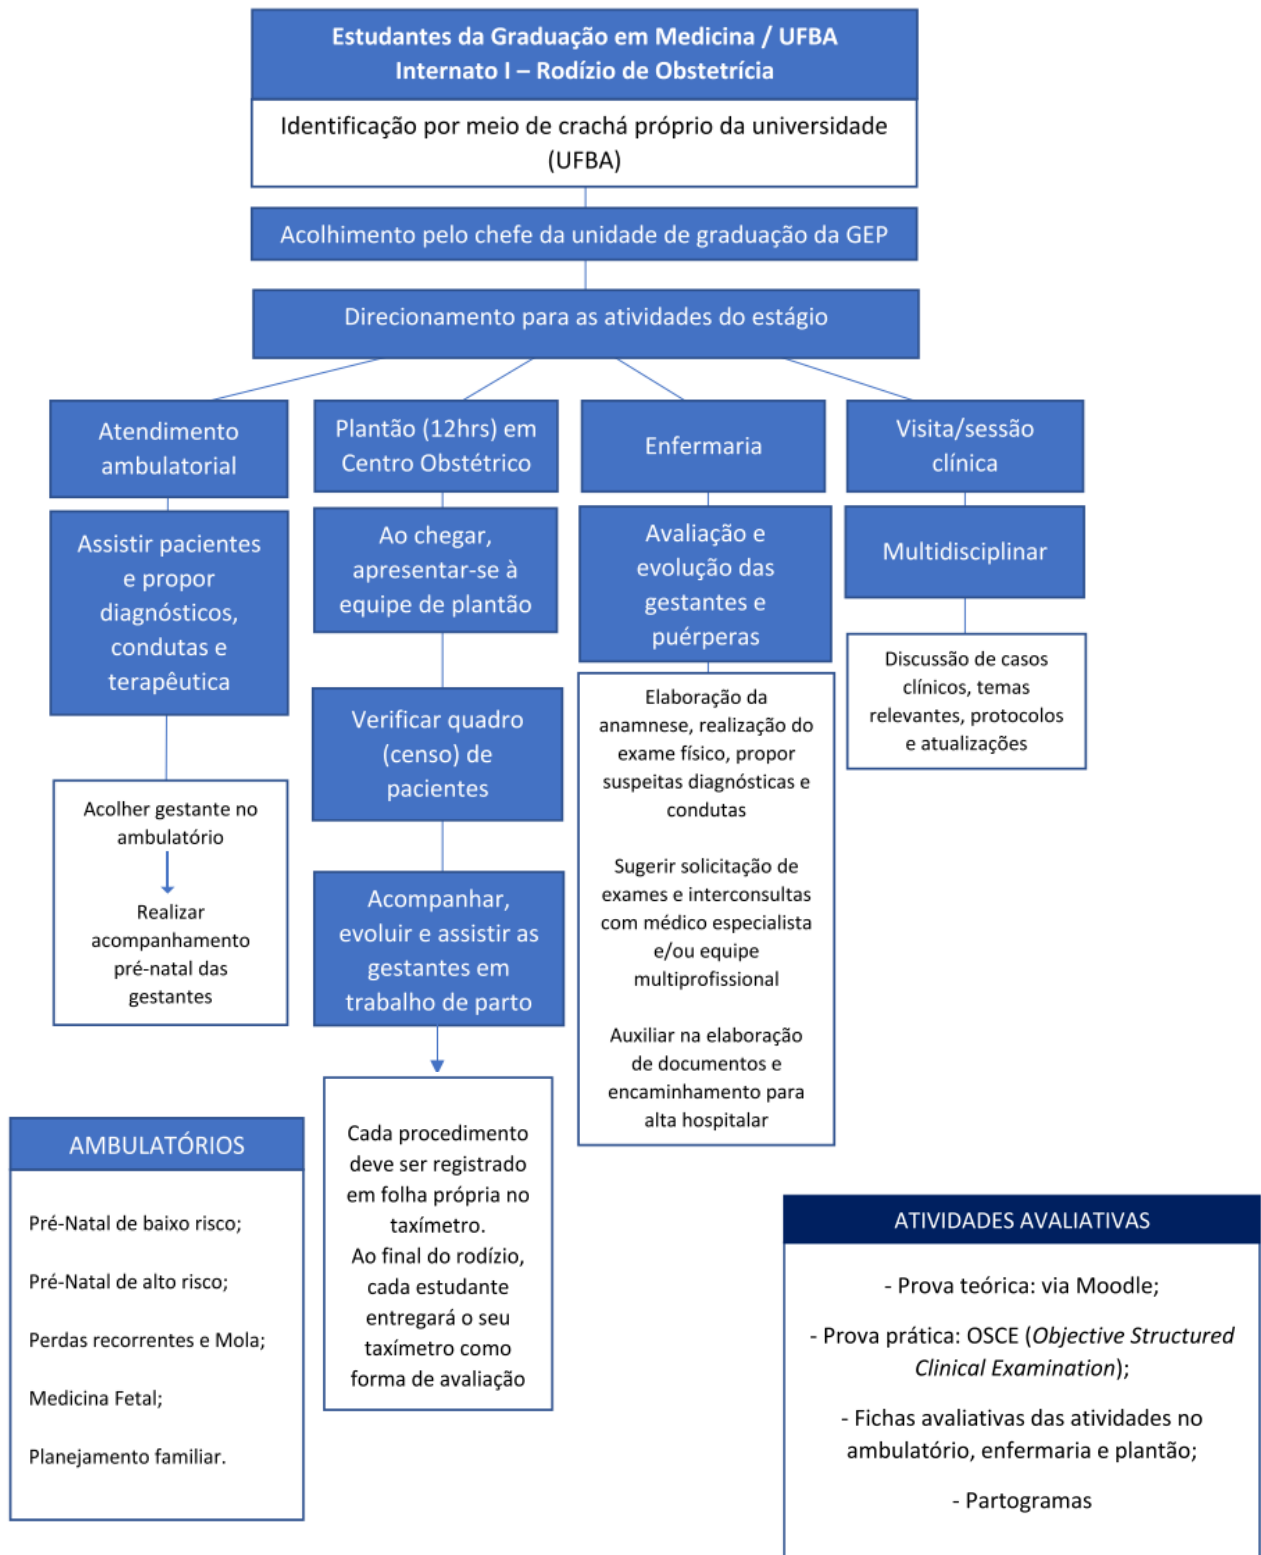 Estudantes da Graduação em Medicina / UFBA
Internato I – Rodízio de Obstetrícia
Identificação por meio de crachá próprio da universidade
(UFBA)
Acolhimento pelo chefe da unidade de graduação da GEP
Direcionamento para as atividades do estágio
Atendimento
ambulatorial
Assistir pacientes
e propor
diagnósticos,
condutas e
terapêutica
Acolher gestante no
ambulatório
Realizar
acompanhamento
pré-natal das
gestantes
Plantão (12hrs) em
Centro Obstétrico
Ao chegar,
apresentar-se à
equipe de plantão
Verificar quadro
(censo) de
pacientes
Acompanhar,
evoluir e assistir as
gestantes em
trabalho de parto
Cada procedimento
deve ser registrado
em folha própria no
taxímetro.
Ao final do rodízio,
cada estudante
entregará o seu
taxímetro como
forma de avaliação
Enfermaria
Avaliação e
evolução das
gestantes e
puérperas
Elaboração da
anamnese, realização do
exame físico, propor
suspeitas diagnósticas e
condutas
Sugerir solicitação de
exames e interconsultas
com médico especialista
e/ou equipe
multiprofissional
Auxiliar na elaboração
de documentos e
encaminhamento para
alta hospitalar
Visita/sessão
clínica
Multidisciplinar
Discussão de casos
clínicos, temas
relevantes, protocolos
e atualizações
AMBULATÓRIOS
Pré-Natal de baixo risco;
Pré-Natal de alto risco;
Perdas recorrentes e Mola;
Medicina Fetal;
Planejamento familiar.
ATIVIDADES AVALIATIVAS
- Prova teórica: via Moodle;
- Prova prática: OSCE (Objective Structured
Clinical Examination);
- Fichas avaliativas das atividades no
ambulatório, enfermaria e plantão;
- Partogramas